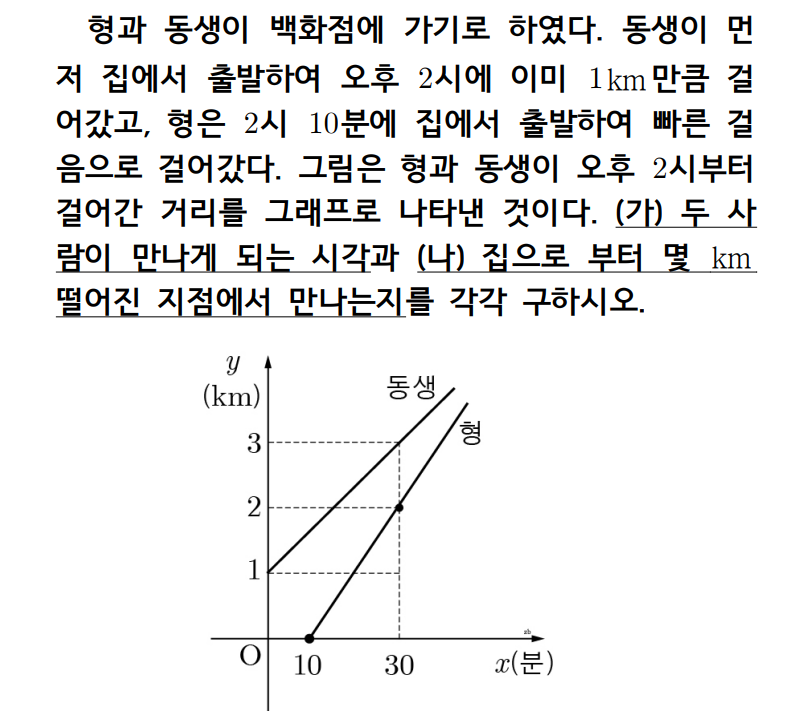 형과 동생이 백화점에 가기로 하였다. 동생이 먼
저 집에서 출발하여 오후 2시에 이미 1km만큼 걸
어갔고, 형은 2시 10분에 집에서 출발하여 빠른 걸
음으로 걸어갔다. 그림은 형과 동생이 오후 2시부터
걸어간 거리를 그래프로 나타낸 것이다. (가) 두 사
람이 만나게 되는 시각과 (나) 집으로 부터 몇 km
떨어진 지점에서 만나는지를 각각 구하시오.
y
(km)
동생
형
3
2
1
O
10
30
x(분)